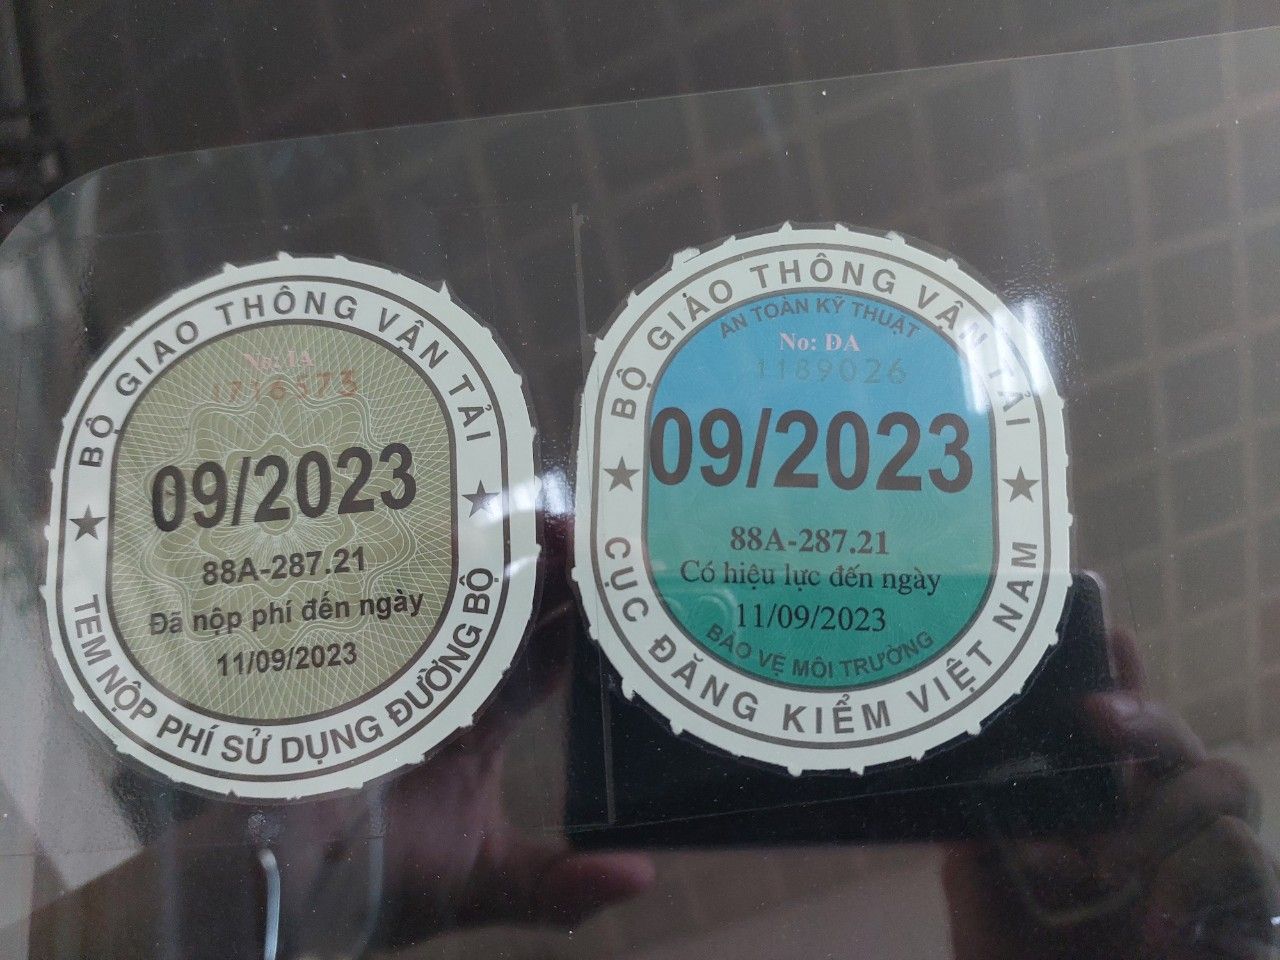 BỘ GIAO THÔNG VẬN TẢI
No: IA
1716573
09/2023
88A-287.21
Đã nộp phí đến ngày
11/09/2023
TEM NỘP PHÍ SỬ DỤNG ĐƯỜNG BỘ
BỘ GIAO THÔNG VẬN TẢI
AN TOÀN KỸ THUẬT
No: ĐA
1189026
09/2023
88A-287.21
Có hiệu lực đến ngày
11/09/2023
BẢO VỆ MÔI TRƯỜNG
CỤC ĐĂNG KIỂM VIỆT NAM